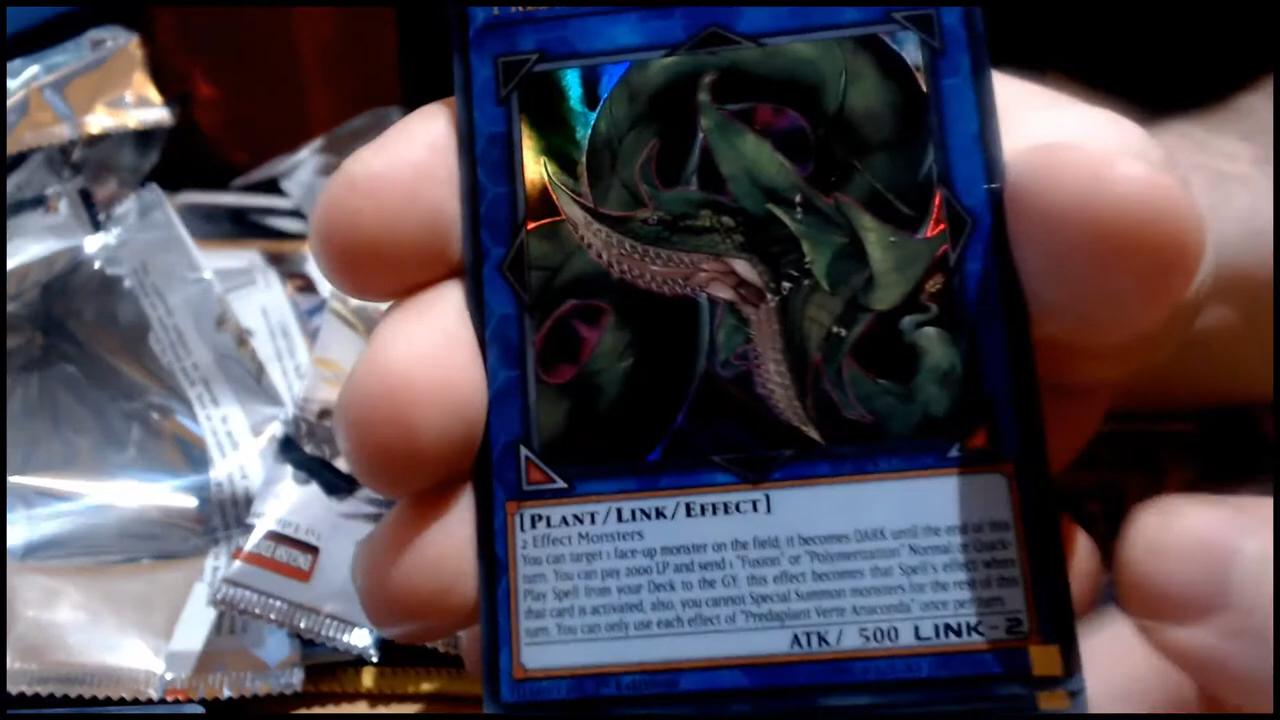 [PLANT/LINK/EFFECT]
2 Effect Monsters
You can target 1 face-up monster on the field; it becomes DARK until the end of this
turn. You can pay 2000 LP and send 1 "Fusion" or "Polymerization" Normal or Quick-
Play Spell from your Deck to the GY; this effect becomes that Spell's effect when
that card is activated, also, you cannot Special Summon monsters for the rest of this
turn. You can only use each effect of "Predaplant Verte Anaconda" once per turn.
ATK/ 500 LINK-2
1st Edition